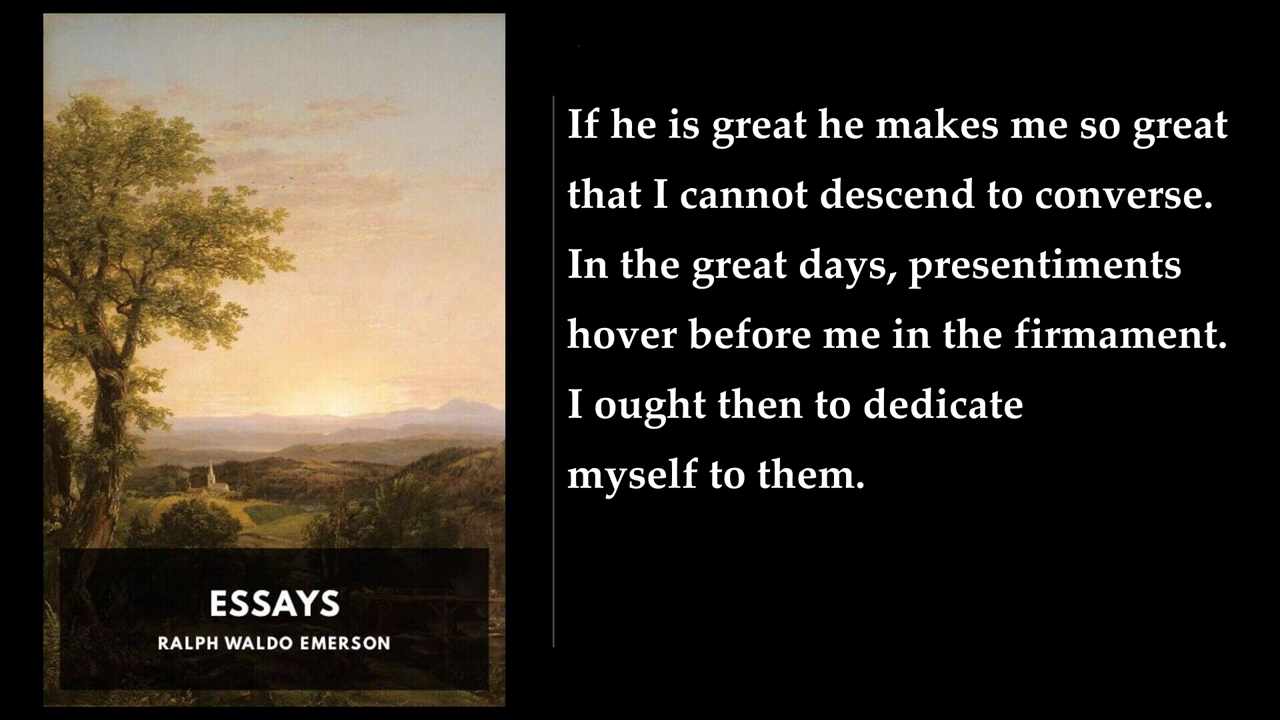 ESSAYS
RALPH WALDO EMERSON
If he is great he makes me so great
that I cannot descend to converse.
In the great days, presentiments
hover before me in the firmament.
I ought then to dedicate
myself to them.